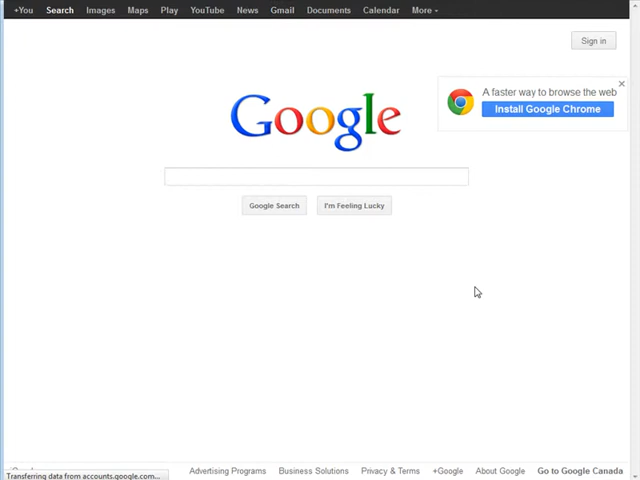 +You Search Images Maps Play YouTube News Gmail Documents Calendar More
Sign in
A faster way to browse the web
Install Google Chrome
Google
Google Search I'm Feeling Lucky
Advertising Programs Business Solutions Privacy & Terms +Google About Google Go to Google Canada
Transferring data from accounts.google.com...